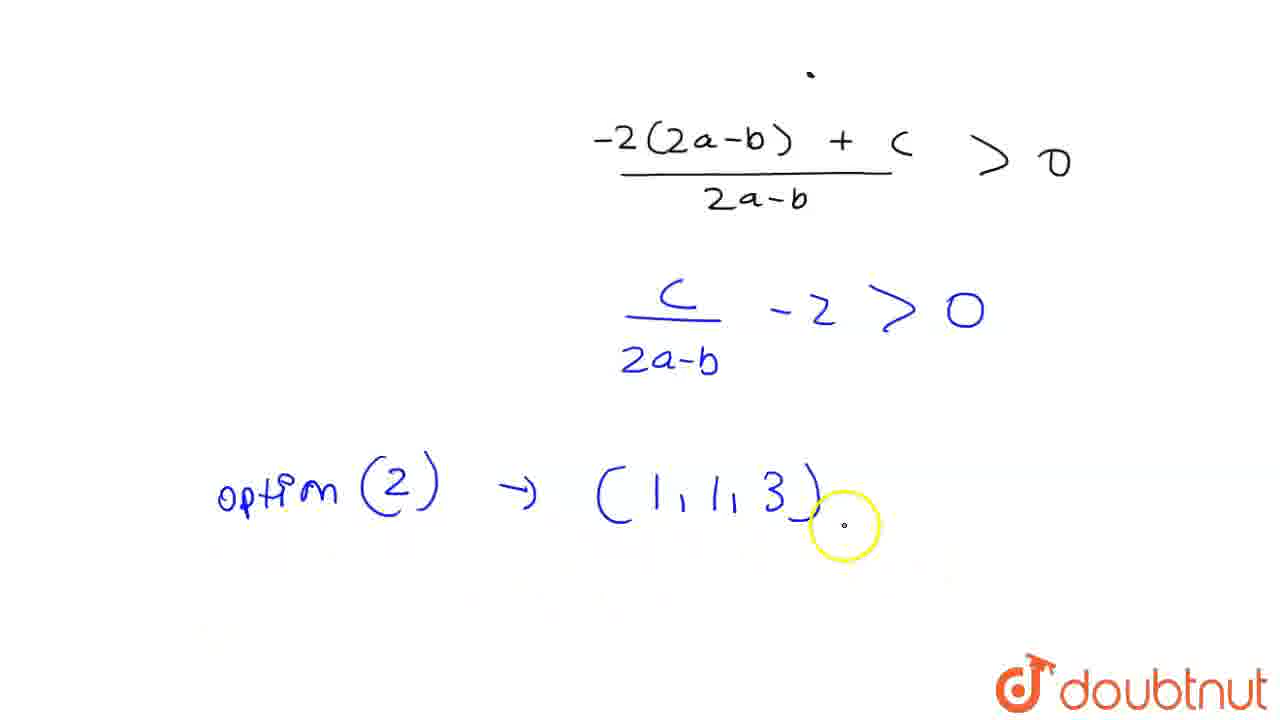 -2(2a-b) + c > 0
2a-b
c - 2 > 0
2a-b
option (2) → (1, 1, 3)
doubtnut